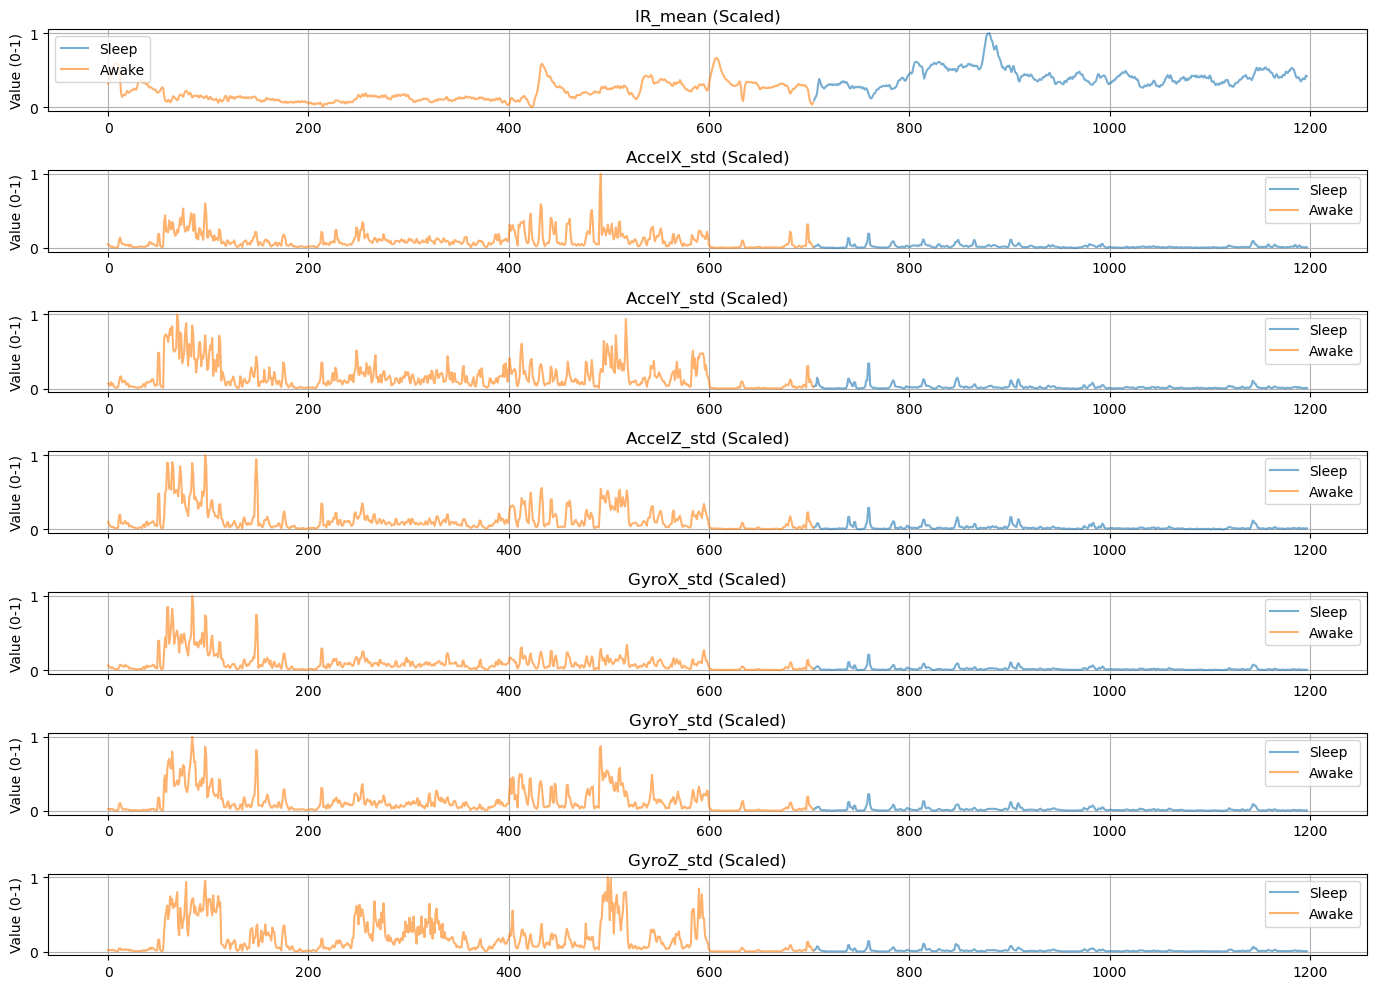 IR_mean (Scaled)
Value (0-1)
1
0
Sleep
Awake
0 200 400 600 800 1000 1200
AccelX_std (Scaled)
Value (0-1)
1
0
Sleep
Awake
0 200 400 600 800 1000 1200
AccelY_std (Scaled)
Value (0-1)
1
0
Sleep
Awake
0 200 400 600 800 1000 1200
AccelZ_std (Scaled)
Value (0-1)
1
0
Sleep
Awake
0 200 400 600 800 1000 1200
GyroX_std (Scaled)
Value (0-1)
1
0
Sleep
Awake
0 200 400 600 800 1000 1200
GyroY_std (Scaled)
Value (0-1)
1
0
Sleep
Awake
0 200 400 600 800 1000 1200
GyroZ_std (Scaled)
Value (0-1)
1
0
Sleep
Awake
0 200 400 600 800 1000 1200